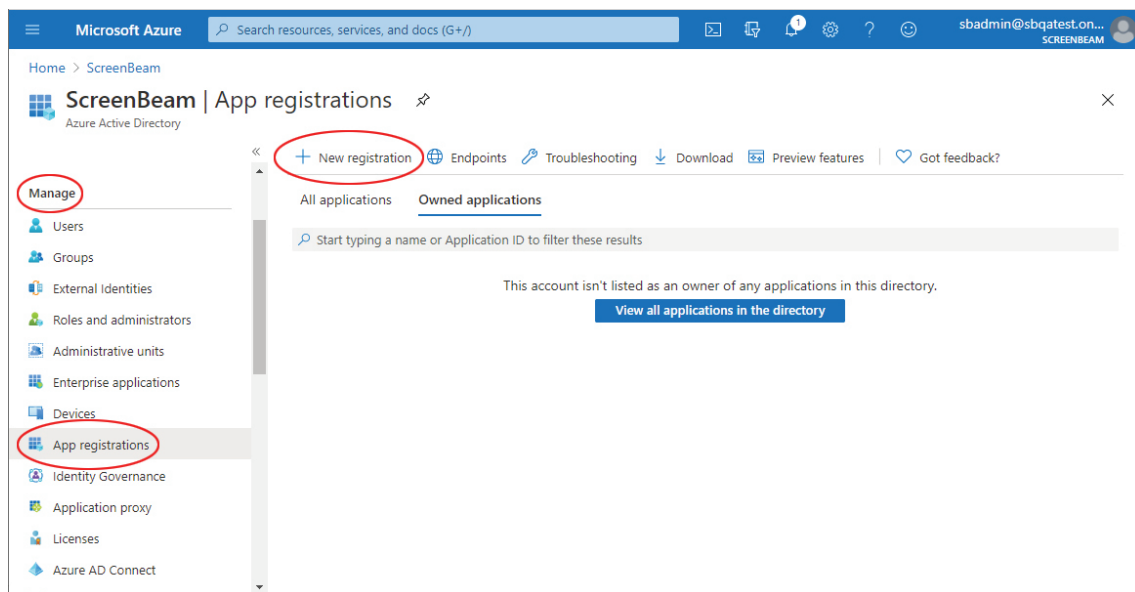 Microsoft Azure
Search resources, services, and docs (G+/)
1
sbadmin@sbqatest.on...
SCREENBEAM
Home > ScreenBeam
ScreenBeam | App registrations
Azure Active Directory
New registration
Endpoints
Troubleshooting
Download
Preview features
Got feedback?
Manage
Users
Groups
External Identities
Roles and administrators
Administrative units
Enterprise applications
Devices
App registrations
Identity Governance
Application proxy
Licenses
Azure AD Connect
All applications
Owned applications
Start typing a name or Application ID to filter these results
This account isn't listed as an owner of any applications in this directory.
View all applications in the directory